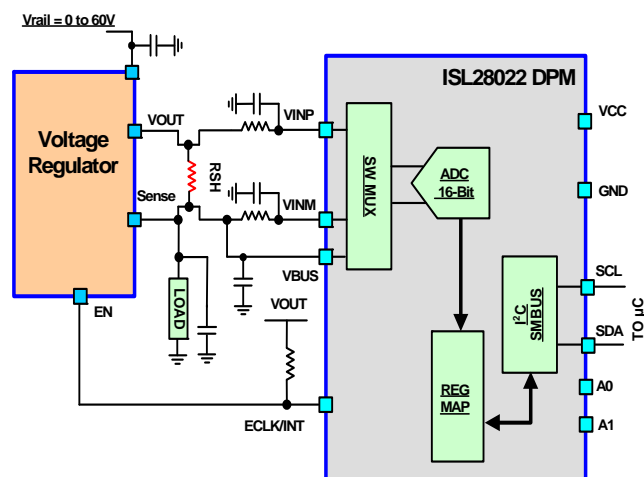 Vrail = 0 to 60V
ISL28022 DPM
VOUT
VINP
VCC
Voltage
Regulator
RSH
SW MUX
ADC
16-Bit
GND
Sense
VINM
VBUS
SCL
I²C
SMBUS
SDA
TO µC
EN
LOAD
VOUT
REG
MAP
A0
A1
ECLK/INT